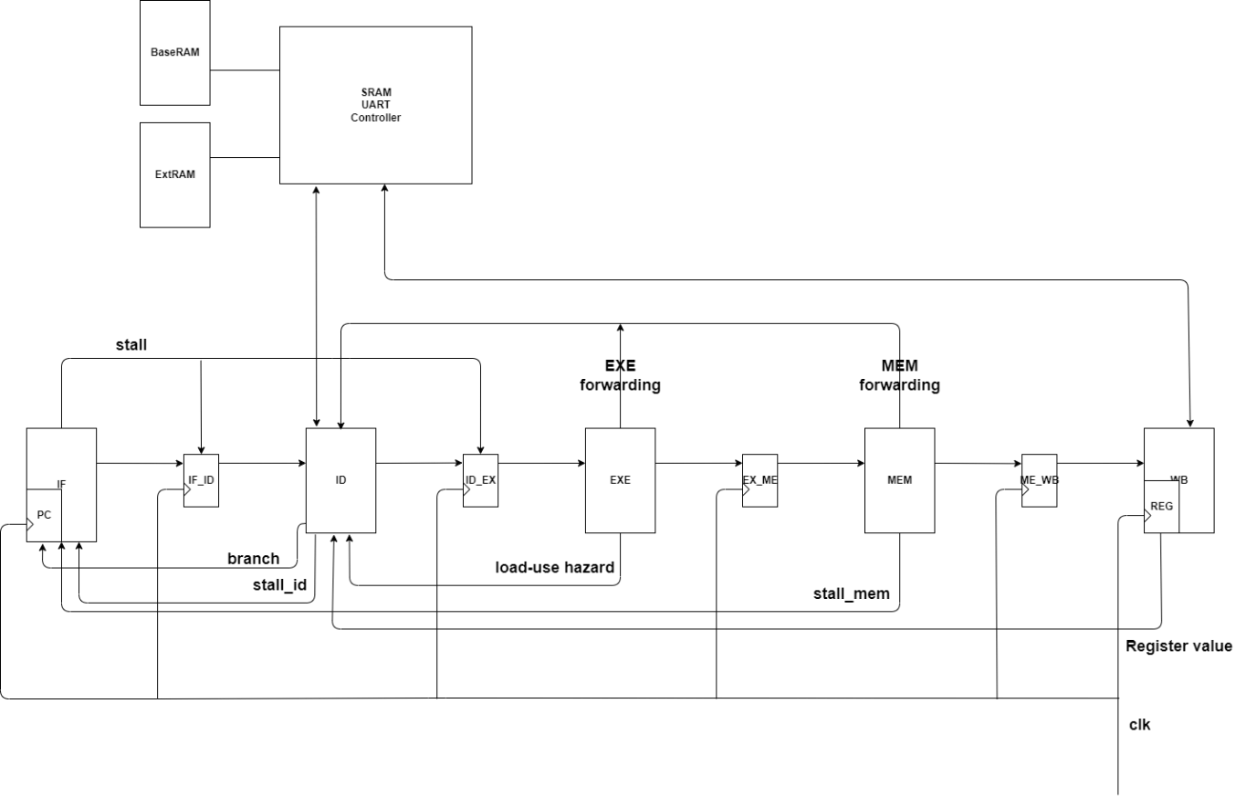 BaseRAM
SRAM
UART
Controller
ExtRAM
stall
EXE
forwarding
MEM
forwarding
IF
PC
IF_ID
ID
ID_EX
EXE
EX_ME
MEM
ME_WB
WB
REG
branch
stall_id
load-use hazard
stall_mem
Register value
clk